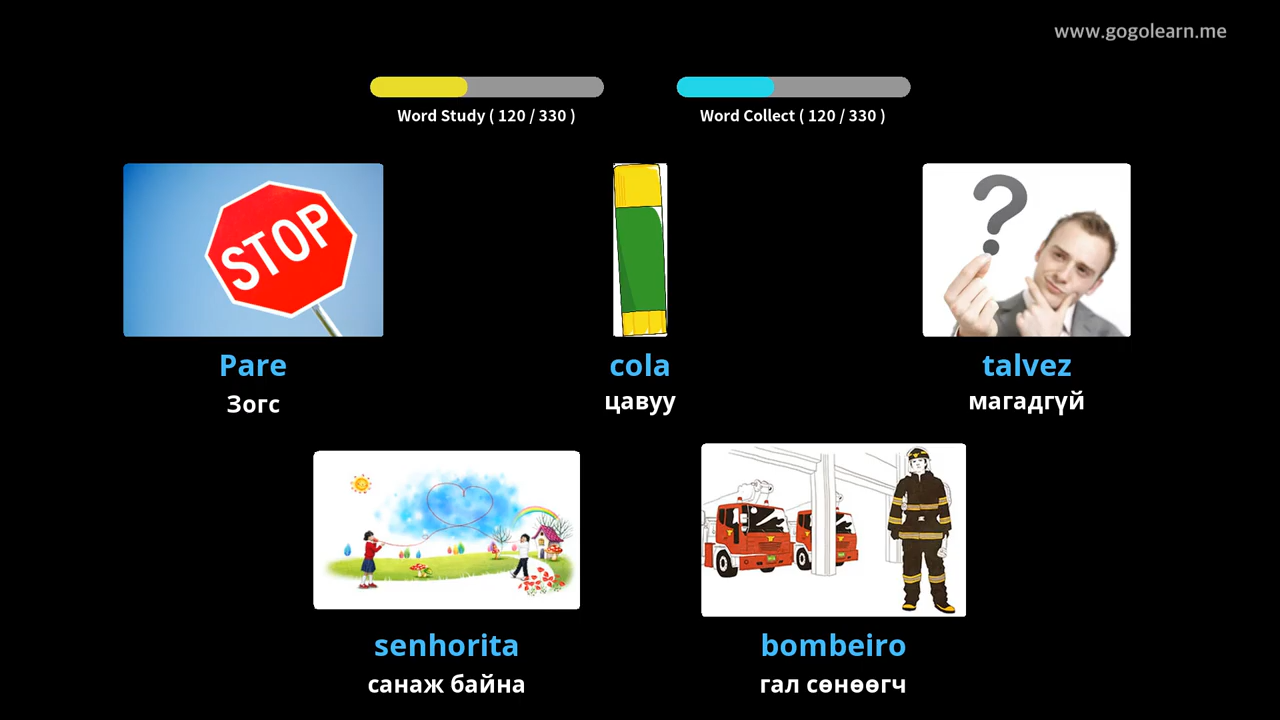 www.gogolearn.me
Word Study ( 120 / 330 )
Word Collect ( 120 / 330 )
STOP
Pare
Зогс
cola
цавуу
talvez
магадгүй
senhorita
санаж байна
bombeiro
гал сөнөөгч